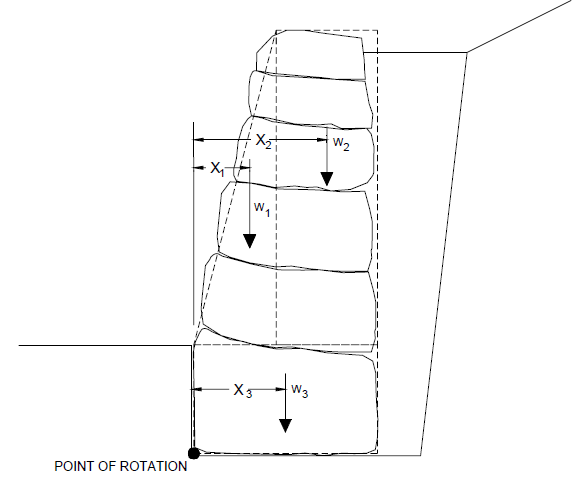 X2
W2
X1
W1
X3
W3
POINT OF ROTATION